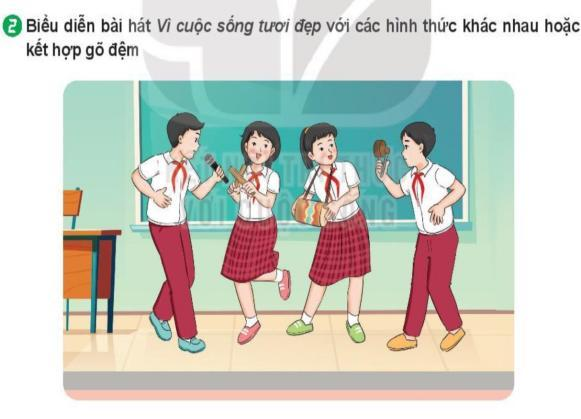 2 Biểu diễn bài hát Vì cuộc sống tươi đẹp với các hình thức khác nhau hoặc
kết hợp gõ đệm